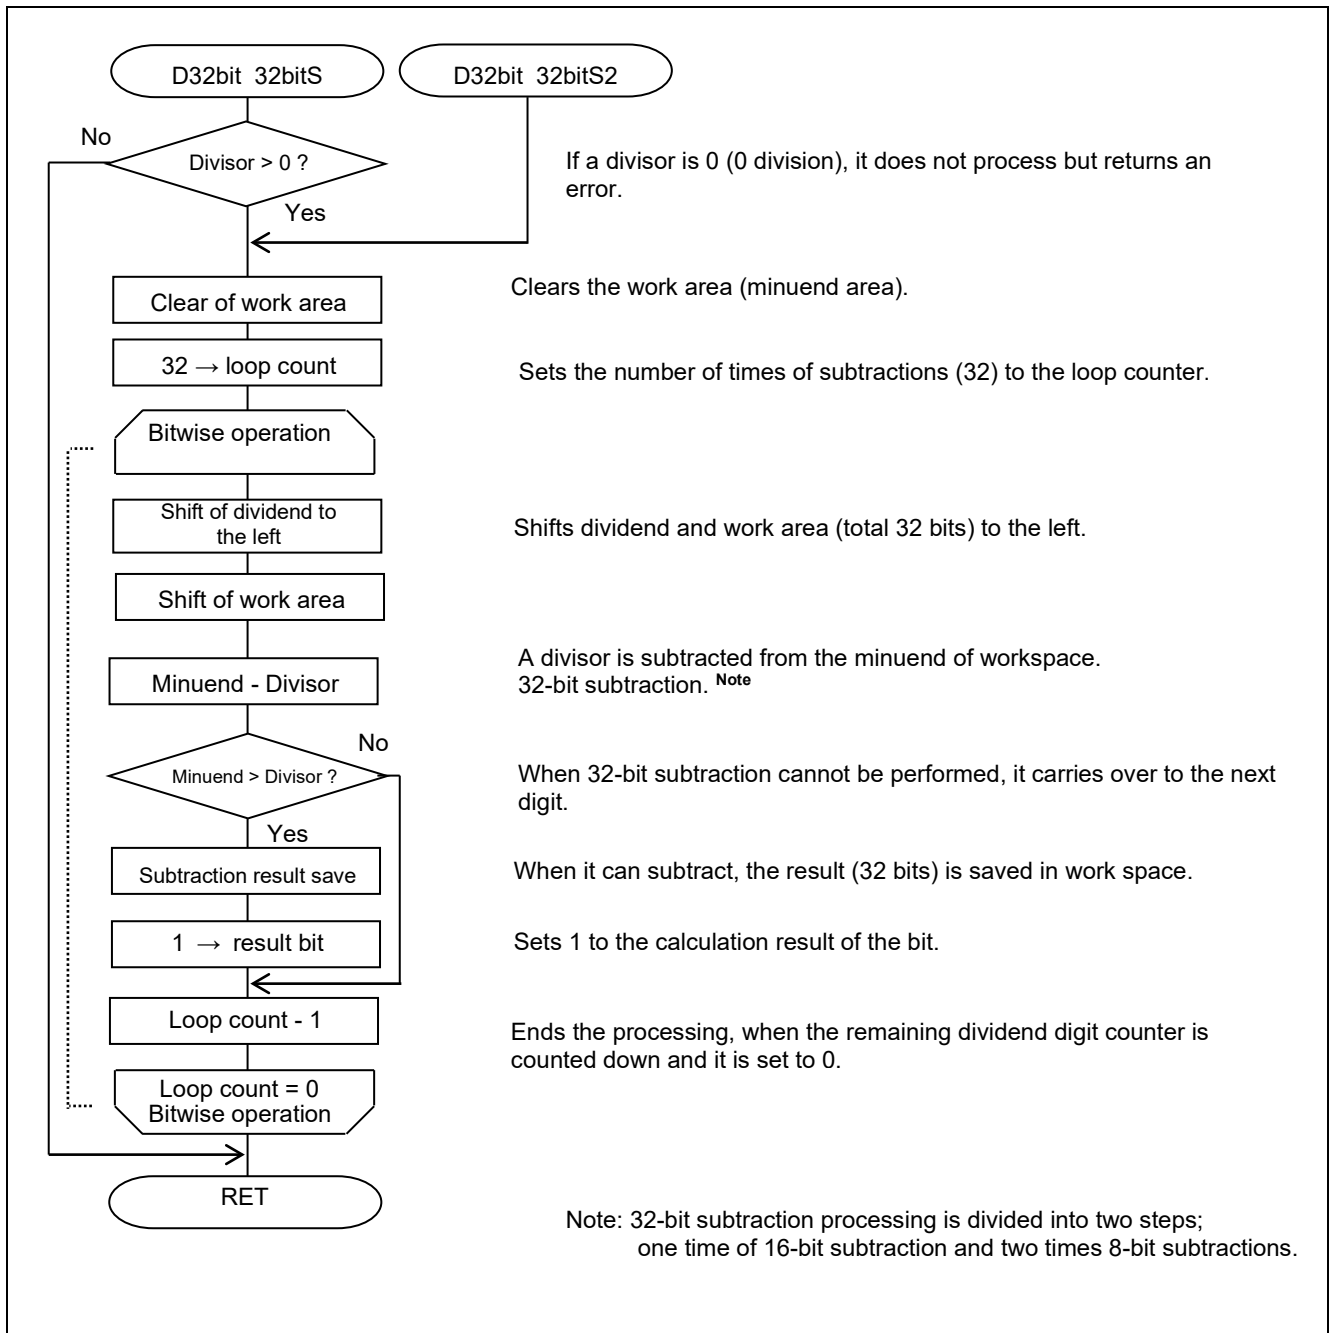 D32bit 32bitS
D32bit 32bitS2
No
Divisor > 0 ?
If a divisor is 0 (0 division), it does not process but returns an
error.
Yes
Clear of work area
Clears the work area (minuend area).
32 → loop count
Sets the number of times of subtractions (32) to the loop counter.
Bitwise operation
Shift of dividend to
the left
Shifts dividend and work area (total 32 bits) to the left.
Shift of work area
Minuend - Divisor
A divisor is subtracted from the minuend of workspace.
32-bit subtraction. Note
No
Minuend > Divisor ?
When 32-bit subtraction cannot be performed, it carries over to the next
digit.
Yes
Subtraction result save
When it can subtract, the result (32 bits) is saved in work space.
1 → result bit
Sets 1 to the calculation result of the bit.
Loop count - 1
Ends the processing, when the remaining dividend digit counter is
counted down and it is set to 0.
Loop count = 0
Bitwise operation
RET
Note: 32-bit subtraction processing is divided into two steps;
one time of 16-bit subtraction and two times 8-bit subtractions.